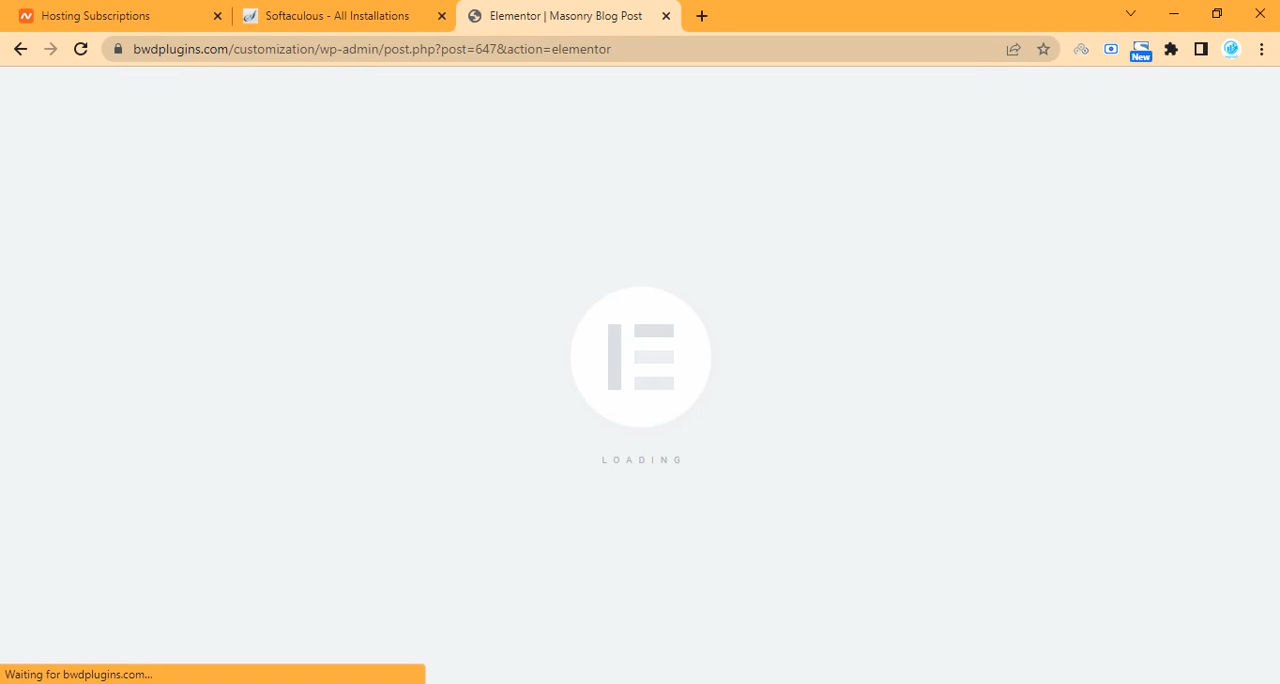 Hosting Subscriptions
Softaculous - All Installations
Elementor | Masonry Blog Post
bwdplugins.com/customization/wp-admin/post.php?post=647&action=elementor
New
LOADING
Waiting for bwdplugins.com...